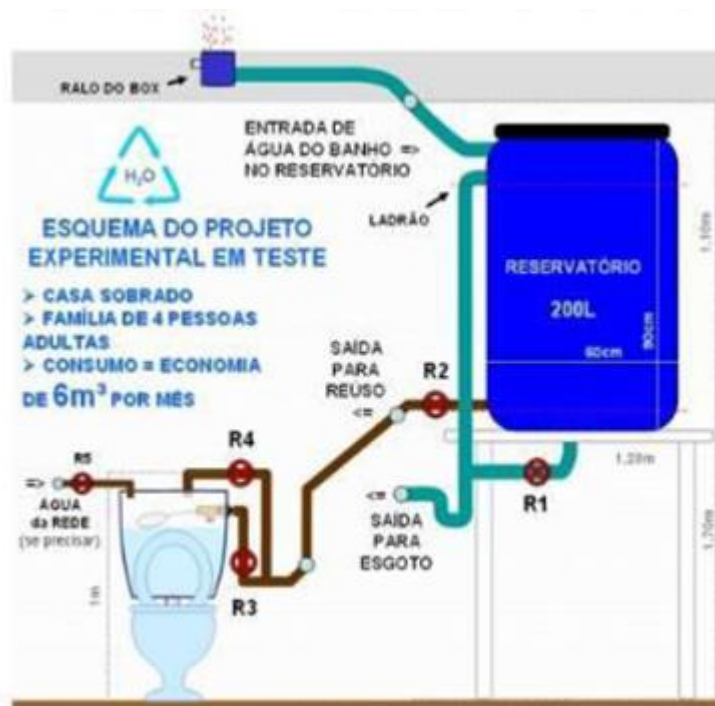 RALO DO BOX
ENTRADA DE
ÁGUA DO BANHO =>
NO RESERVATORIO
H₂O
LADRÃO
ESQUEMA DO PROJETO
EXPERIMENTAL EM TESTE
> CASA SOBRADO
> FAMÍLIA DE 4 PESSOAS
ADULTAS
> CONSUMO = ECONOMIA
DE 6m³ POR MÊS
RESERVATÓRIO
200L
60cm
90cm
1,10m
SAÍDA
PARA
REÚSO
<=
R2
R4
R5
=>
ÁGUA
da REDE
(se precisar)
R3
<=
SAÍDA
PARA
ESGOTO
R1
1,20m
1,70m
1m